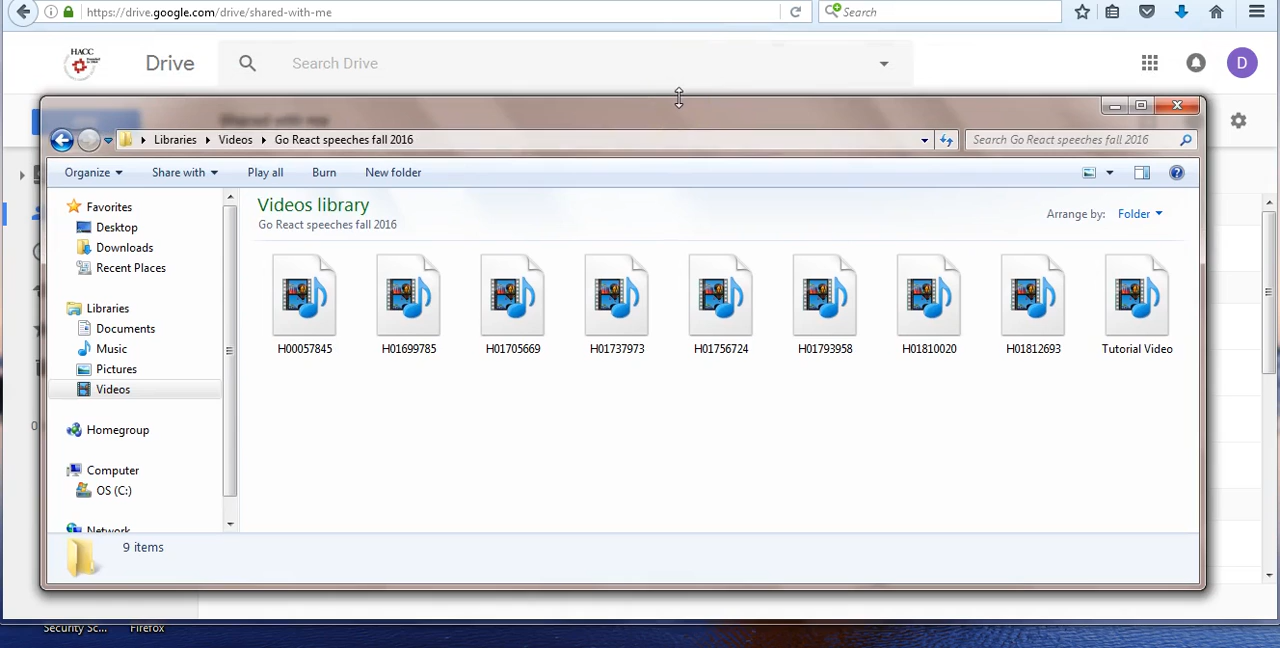 https://drive.google.com/drive/shared-with-me
Search
HACC
Drive
Search Drive
D
Shared with me
Libraries Videos Go React speeches fall 2016
Search Go React speeches fall 2016
Organize Share with Play all Burn New folder
Favorites
Desktop
Downloads
Recent Places
Libraries
Documents
Music
Pictures
Videos
Homegroup
Computer
OS (C:)
Network
Videos library
Go React speeches fall 2016
Arrange by: Folder
H00057845 H01699785 H01705669 H01737973 H01756724 H01793958 H01810020 H01812693 Tutorial Video
9 items
Security Sc... Firefox